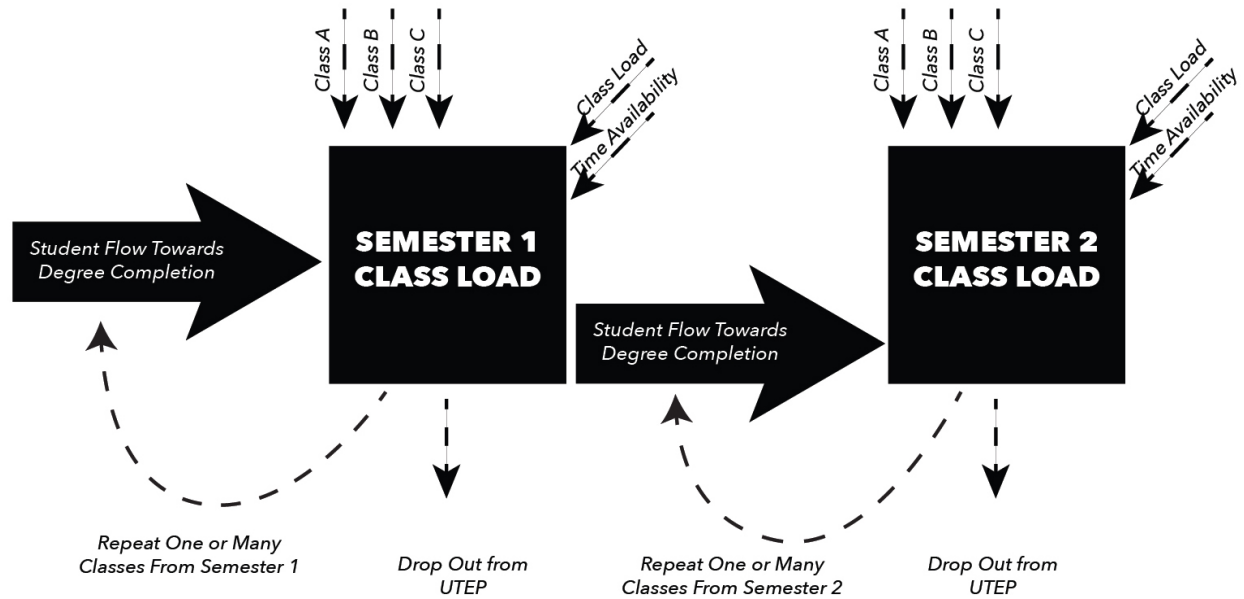 Class A
Class B
Class C
Class Load
Time Availability
Class A
Class B
Class C
Class Load
Time Availability
Student Flow Towards
Degree Completion
SEMESTER 1
CLASS LOAD
Student Flow Towards
Degree Completion
SEMESTER 2
CLASS LOAD
Repeat One or Many
Classes From Semester 1
Drop Out from
UTEP
Repeat One or Many
Classes From Semester 2
Drop Out from
UTEP